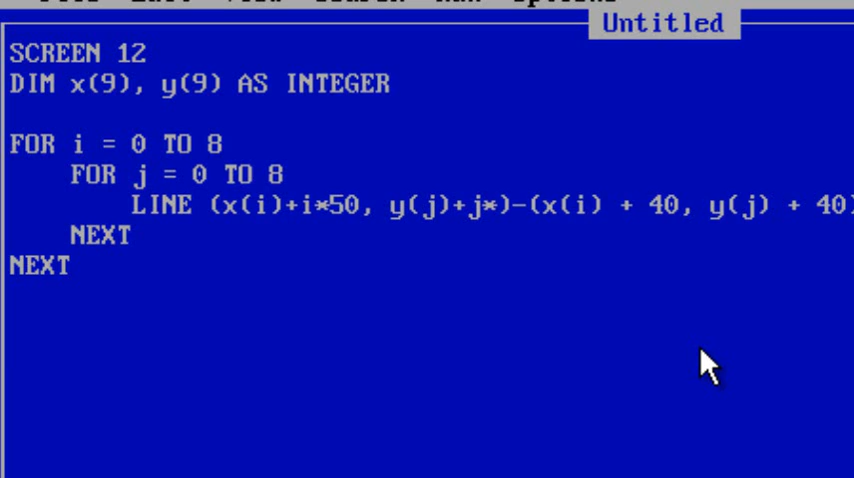 Untitled
SCREEN 12
DIM x(9), y(9) AS INTEGER
FOR i = 0 TO 8
FOR j = 0 TO 8
LINE (x(i)+i*50, y(j)+j*)-(x(i) + 40, y(j) + 40)
NEXT
NEXT